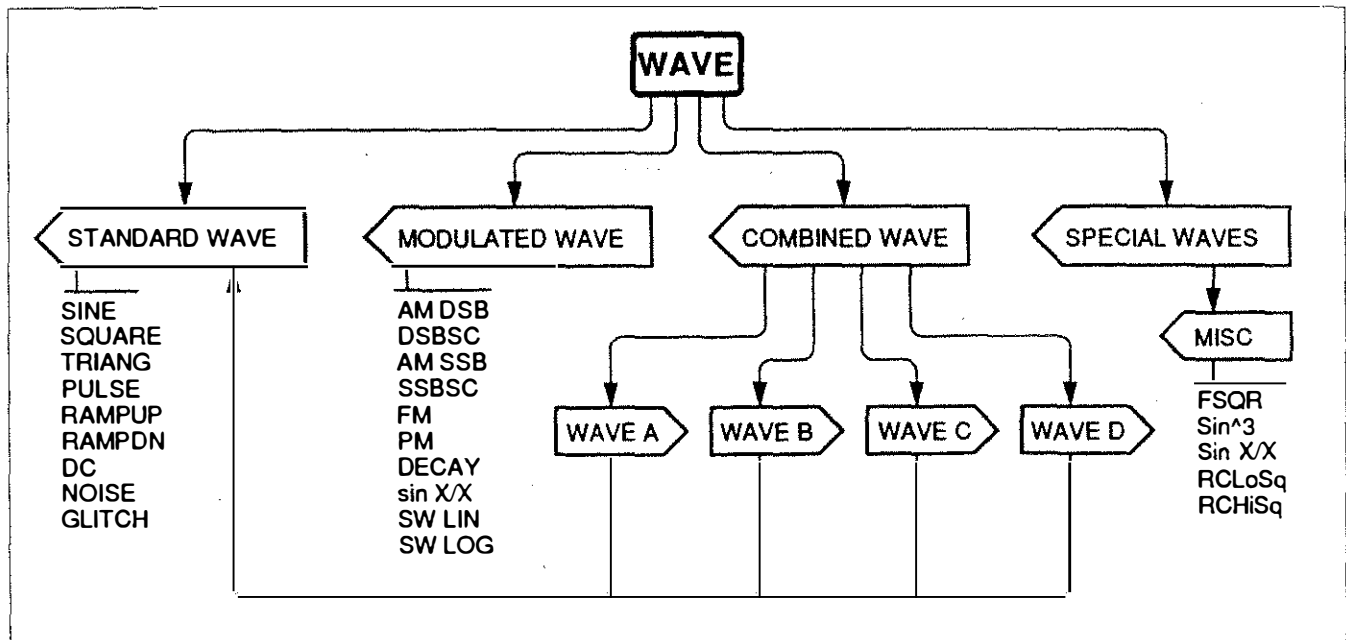 WAVE
STANDARD WAVE
MODULATED WAVE
COMBINED WAVE
SPECIAL WAVES
SINE
SQUARE
TRIANG
PULSE
RAMPUP
RAMPDN
DC
NOISE
GLITCH
AM DSB
DSBSC
AM SSB
SSBSC
FM
PM
DECAY
sin X/X
SW LIN
SW LOG
WAVE A
WAVE B
WAVE C
WAVE D
MISC
FSQR
Sin^3
Sin X/X
RCLoSq
RCHiSq